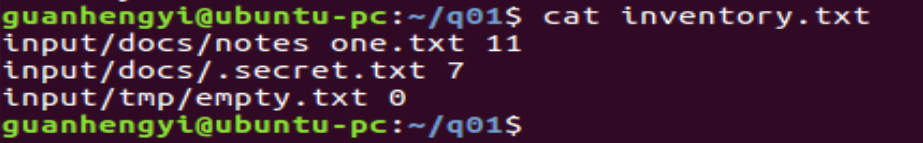 guanhengyi@ubuntu-pc:~/q01$ cat inventory.txt
input/docs/notes one.txt 11
input/docs/.secret.txt 7
input/tmp/empty.txt 0
guanhengyi@ubuntu-pc:~/q01$